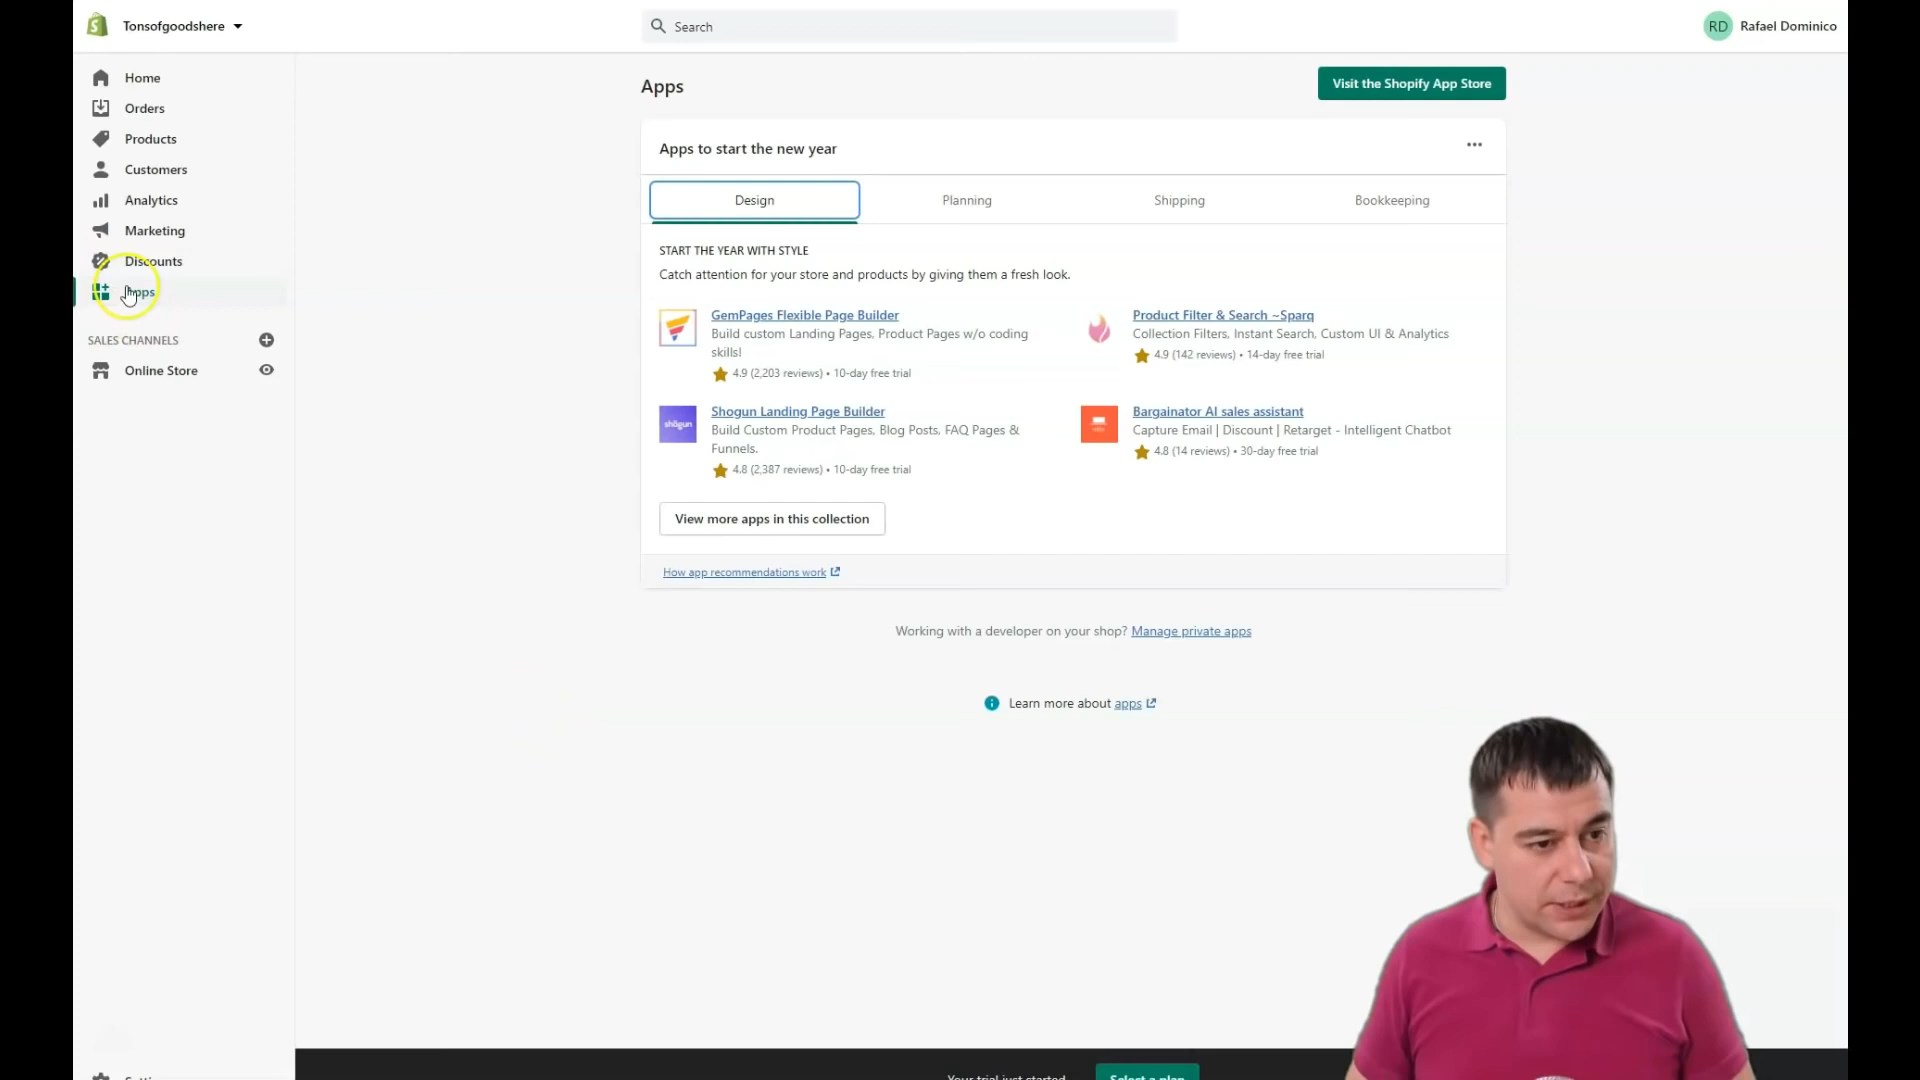 Tonsofgoodshere
Search
RD Rafael Dominico
Home
Orders
Products
Customers
Analytics
Marketing
Discounts
Apps
SALES CHANNELS
Online Store
Apps
Visit the Shopify App Store
Apps to start the new year
Design
Planning
Shipping
Bookkeeping
START THE YEAR WITH STYLE
Catch attention for your store and products by giving them a fresh look.
GemPages Flexible Page Builder
Build custom Landing Pages, Product Pages w/o coding
skills!
4.9 (2,203 reviews) • 10-day free trial
Product Filter & Search ~Sparq
Collection Filters, Instant Search, Custom UI & Analytics
4.9 (142 reviews) • 14-day free trial
shogun
Shogun Landing Page Builder
Build Custom Product Pages, Blog Posts, FAQ Pages &
Funnels.
4.8 (2,387 reviews) • 10-day free trial
Bargainator AI sales assistant
Capture Email | Discount | Retarget - Intelligent Chatbot
4.8 (14 reviews) • 30-day free trial
View more apps in this collection
How app recommendations work
Working with a developer on your shop? Manage private apps
Learn more about apps
Your trial just started
Select a plan